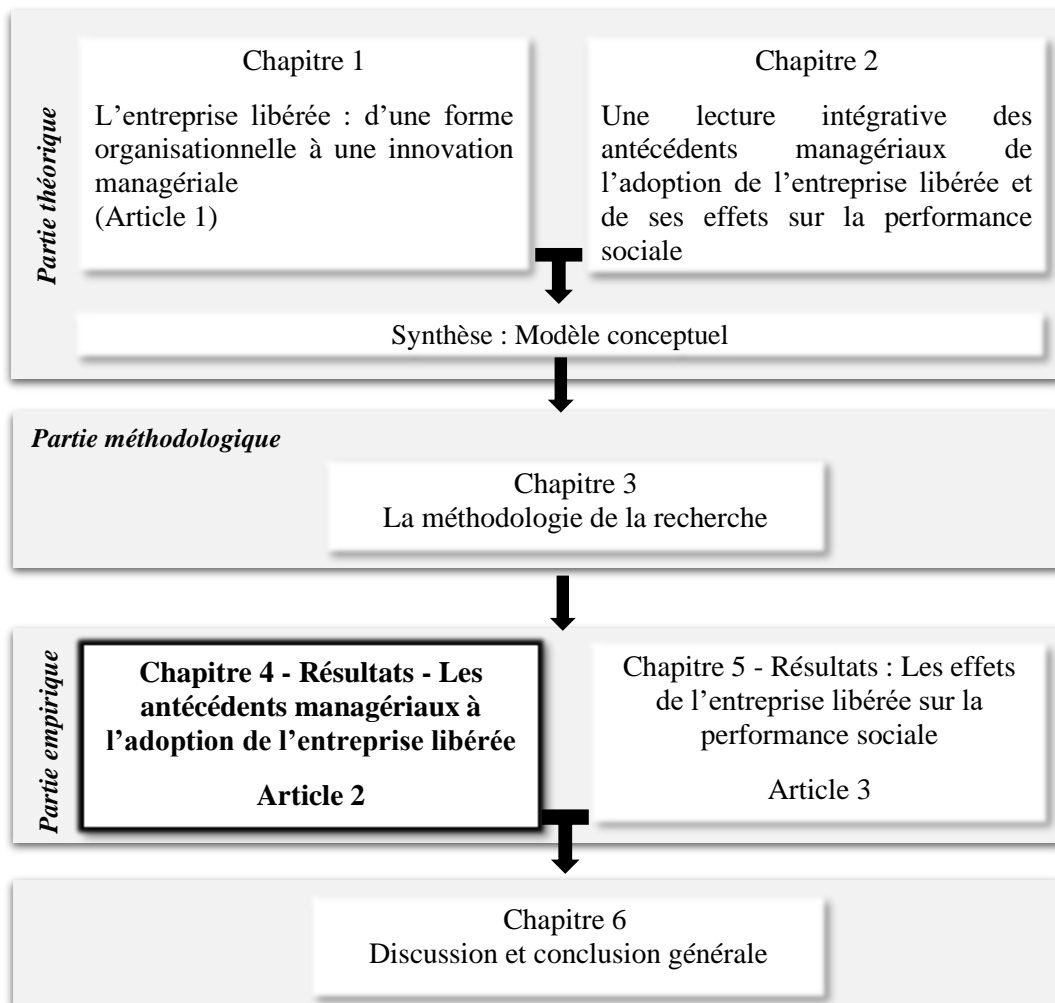 Partie théorique
Chapitre 1
L’entreprise libérée : d’une forme
organisationnelle à une innovation
managériale
(Article 1)
Chapitre 2
Une lecture intégrative des
antécédents managériaux de
l’adoption de l’entreprise libérée et
de ses effets sur la performance
sociale
Synthèse : Modèle conceptuel
Partie méthodologique
Chapitre 3
La méthodologie de la recherche
Partie empirique
Chapitre 4 - Résultats - Les
antécédents managériaux à
l’adoption de l’entreprise libérée
Article 2
Chapitre 5 - Résultats : Les effets
de l’entreprise libérée sur la
performance sociale
Article 3
Chapitre 6
Discussion et conclusion générale